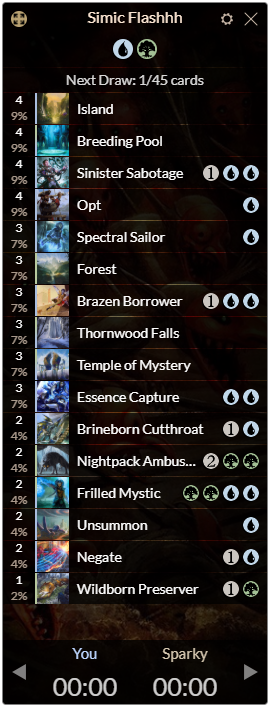 Simic Flashhh
Next Draw: 1/45 cards
4 9% Island
4 9% Breeding Pool
4 9% Sinister Sabotage 1
4 9% Opt
3 7% Spectral Sailor
3 7% Forest
3 7% Brazen Borrower 1
3 7% Thornwood Falls
3 7% Temple of Mystery
3 7% Essence Capture
2 4% Brineborn Cutthroat 1
2 4% Nightpack Ambus... 2
2 4% Frilled Mystic
2 4% Unsummon
2 4% Negate 1
1 2% Wildborn Preserver 1
You Sparky
00:00 00:00